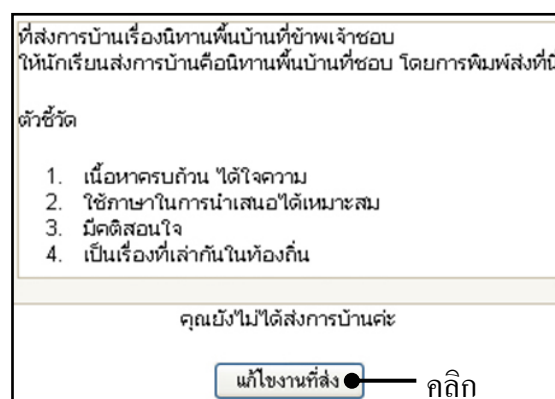 ที่ส่งการบ้านเรื่องนิทานพื้นบ้านที่ข้าพเจ้าชอบ
ให้นักเรียนส่งการบ้านคือนิทานพื้นบ้านที่ชอบ โดยการพิมพ์ส่งที่นี่
ตัวชี้วัด
1. เนื้อหาครบถ้วน ได้ใจความ
2. ใช้ภาษาในการนำเสนอได้เหมาะสม
3. มีคติสอนใจ
4. เป็นเรื่องที่เล่ากันในท้องถิ่น
คุณยังไม่ได้ส่งการบ้านค่ะ
แก้ไขงานที่ส่ง
คลิก